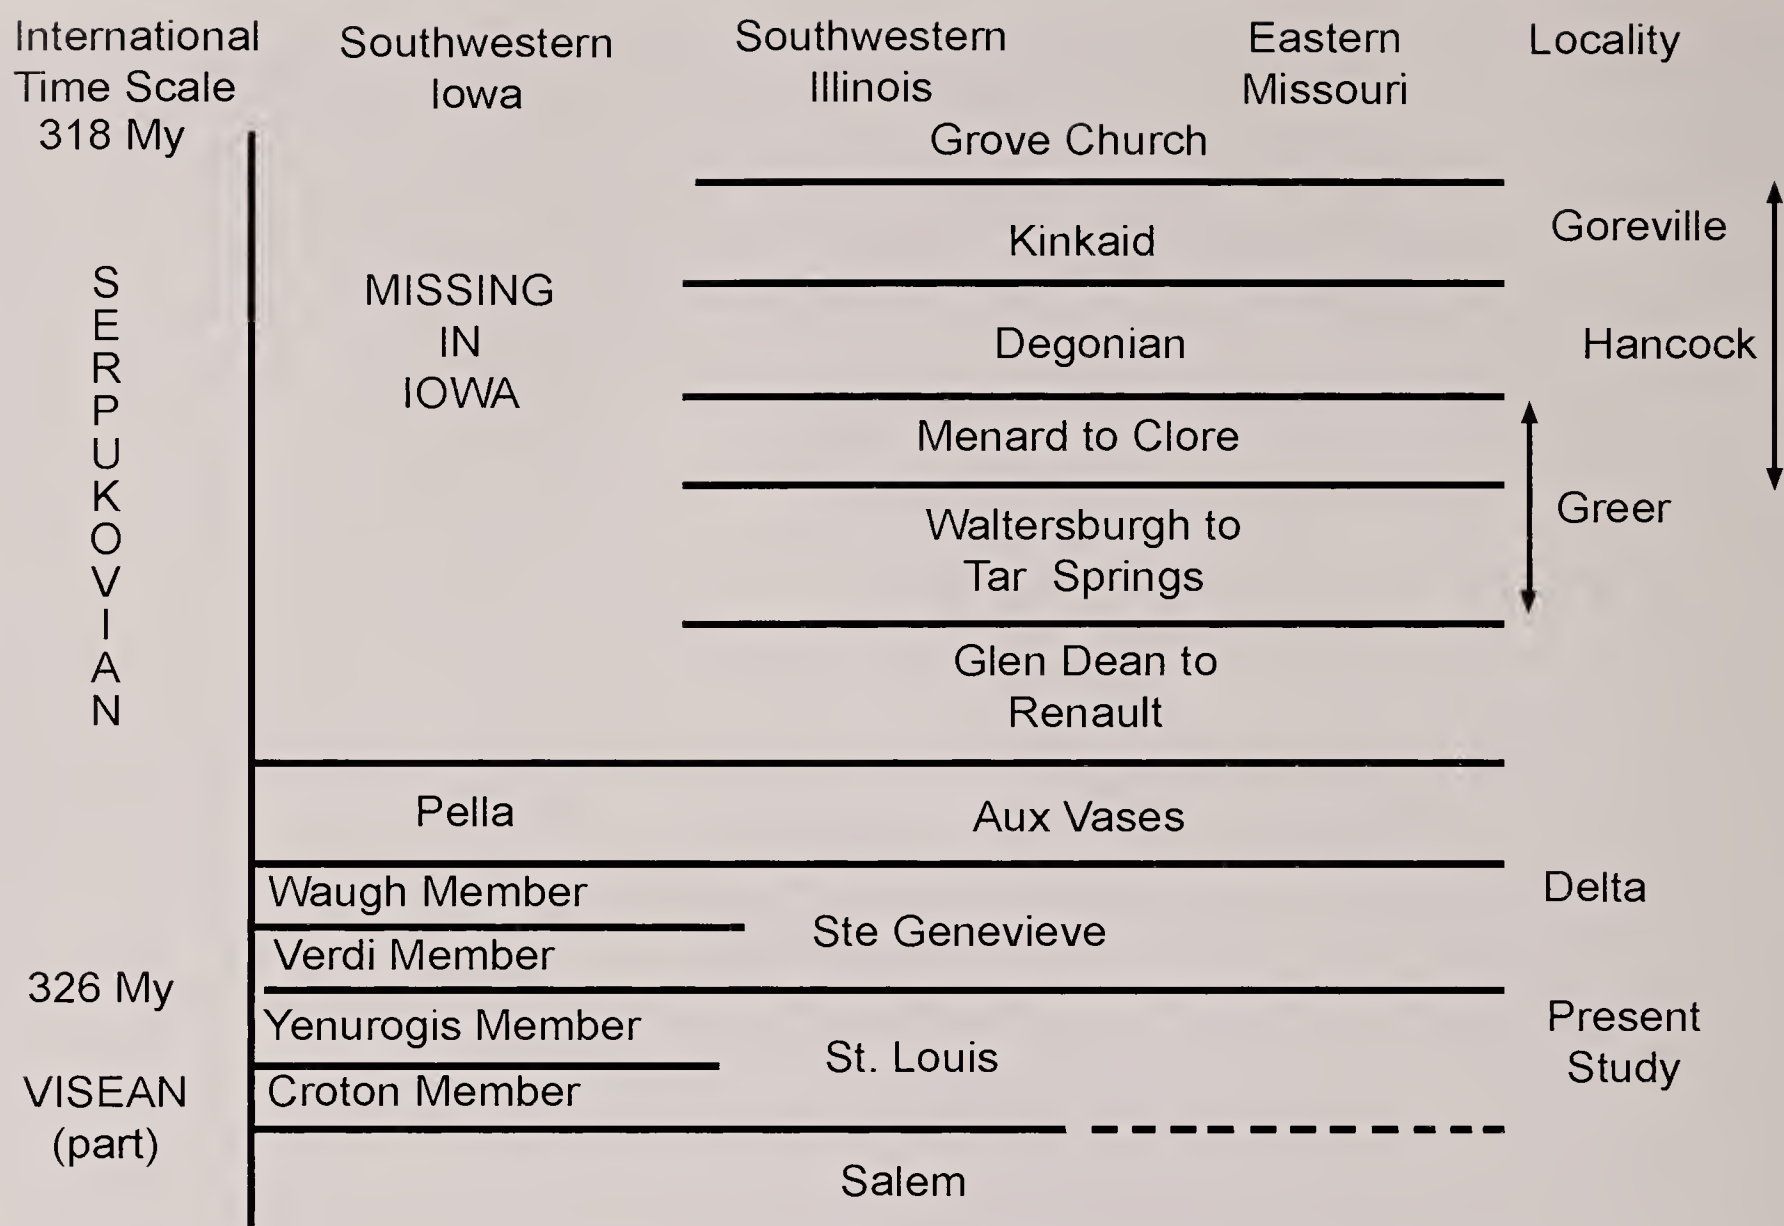 International
Time Scale
318 My
Southwestern
Iowa
Southwestern
Illinois
Eastern
Missouri
Locality
Grove Church
Kinkaid
Goreville
SERPUKOVIAN
MISSING
IN
IOWA
Degonian
Hancock
Menard to Clore
Greer
Waltersburgh to
Tar Springs
Glen Dean to
Renault
Pella
Aux Vases
Waugh Member
Delta
Ste Genevieve
Verdi Member
326 My
Yenurogis Member
St. Louis
Present
Study
VISEAN
(part)
Croton Member
Salem